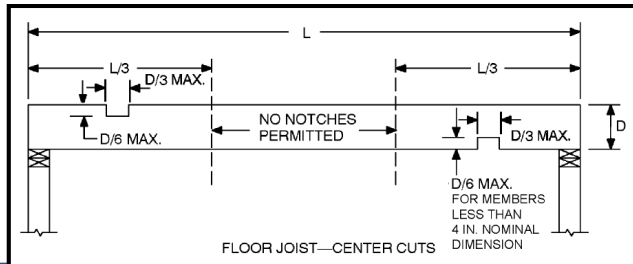 L
L/3
L/3
D/3 MAX.
NO NOTCHES
PERMITTED
D/6 MAX.
D/3 MAX.
D
D/6 MAX.
FOR MEMBERS
LESS THAN
4 IN. NOMINAL
DIMENSION
FLOOR JOIST—CENTER CUTS